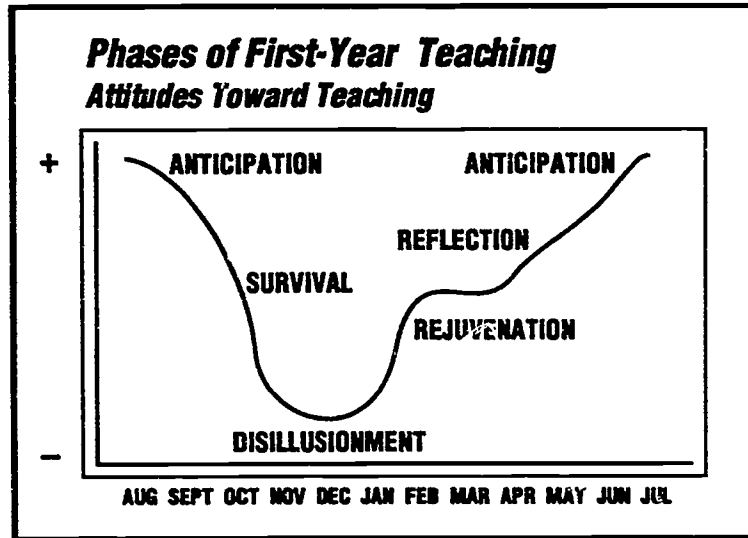 Phases of First-Year Teaching
Attitudes Toward Teaching
+
ANTICIPATION ANTICIPATION
REFLECTION
SURVIVAL
REJUVENATION
DISILLUSIONMENT
–
AUG SEPT OCT NOV DEC JAN FEB MAR APR MAY JUN JUL